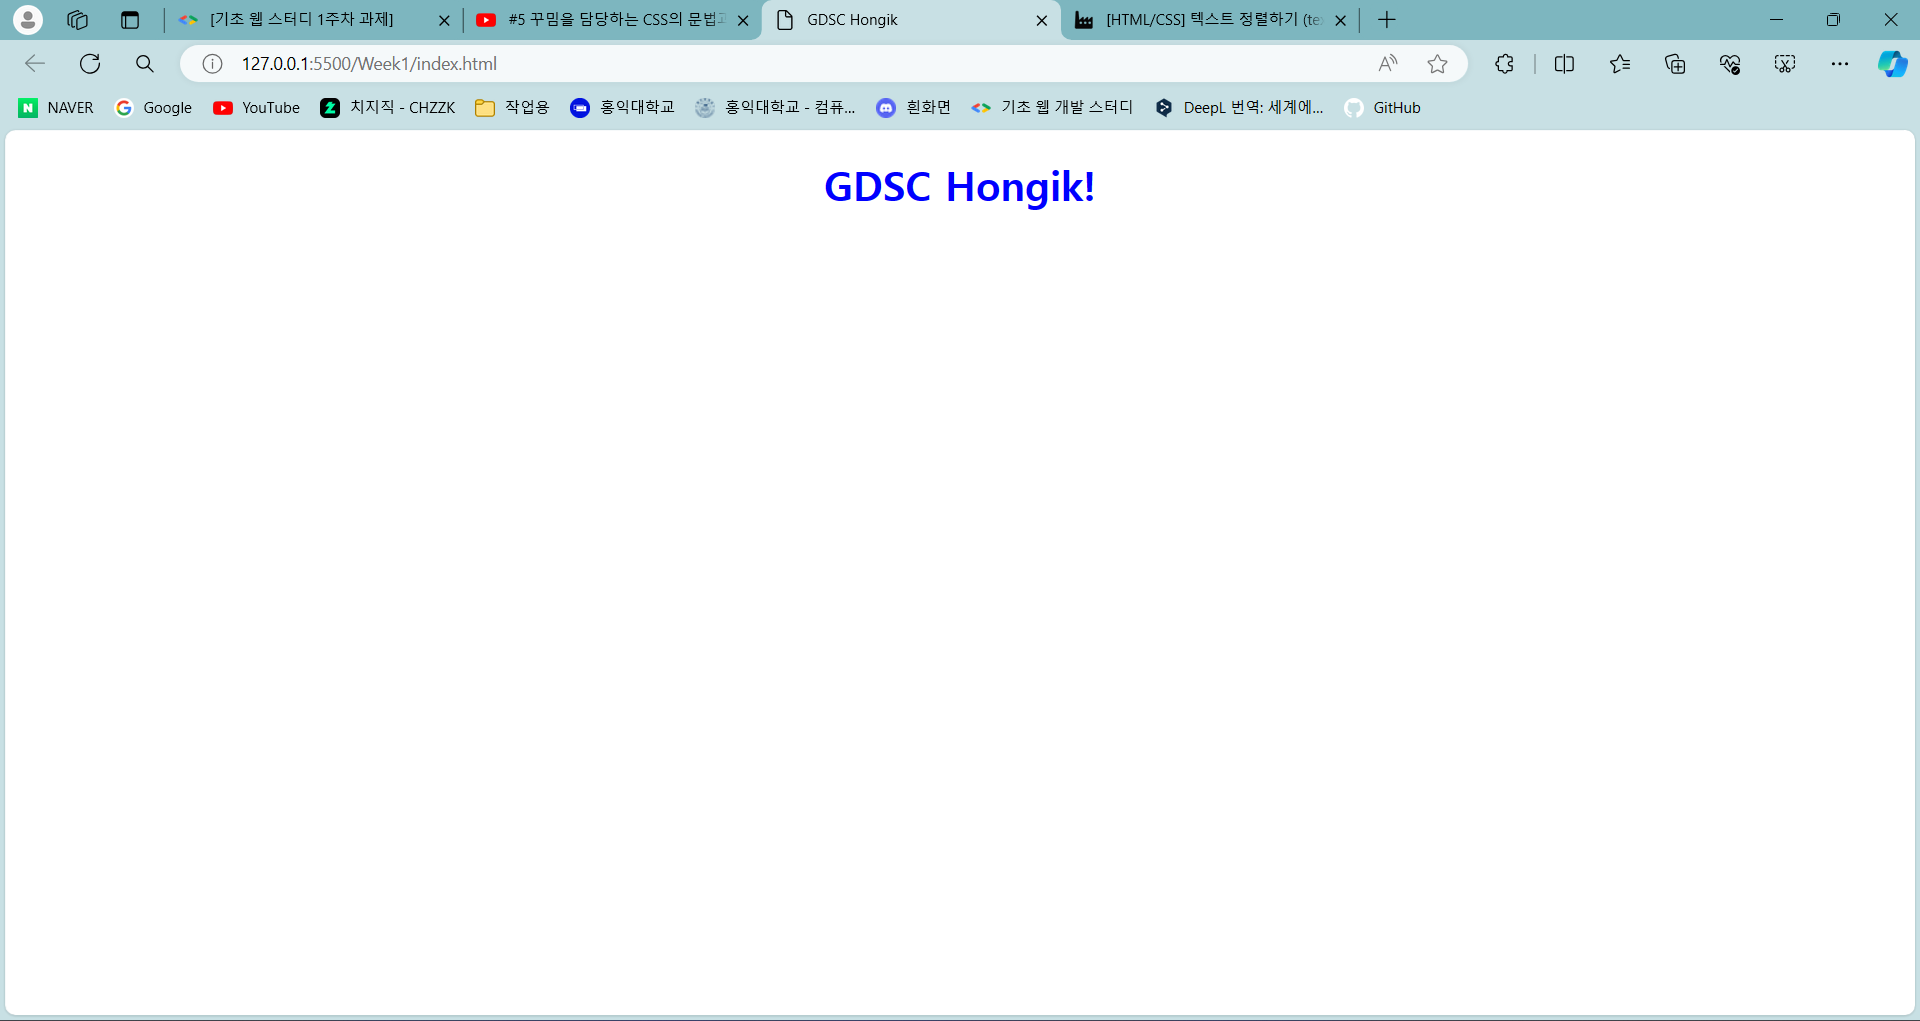 [기초 웹 스터디 1주차 과제]
#5 꾸밈을 담당하는 CSS의 문법
GDSC Hongik
[HTML/CSS] 텍스트 정렬하기 (te
127.0.0.1:5500/Week1/index.html
NAVER
Google
YouTube
치지직 - CHZZK
작업용
홍익대학교
홍익대학교 - 컴퓨...
흰화면
기초 웹 개발 스터디
DeepL 번역: 세계에...
GitHub
GDSC Hongik!